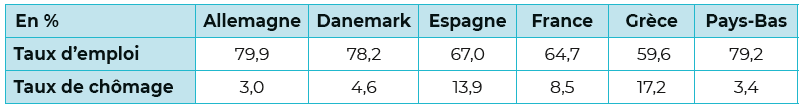 En % Allemagne Danemark Espagne France Grèce Pays-Bas
Taux d’emploi 79,9 78,2 67,0 64,7 59,6 79,2
Taux de chômage 3,0 4,6 13,9 8,5 17,2 3,4